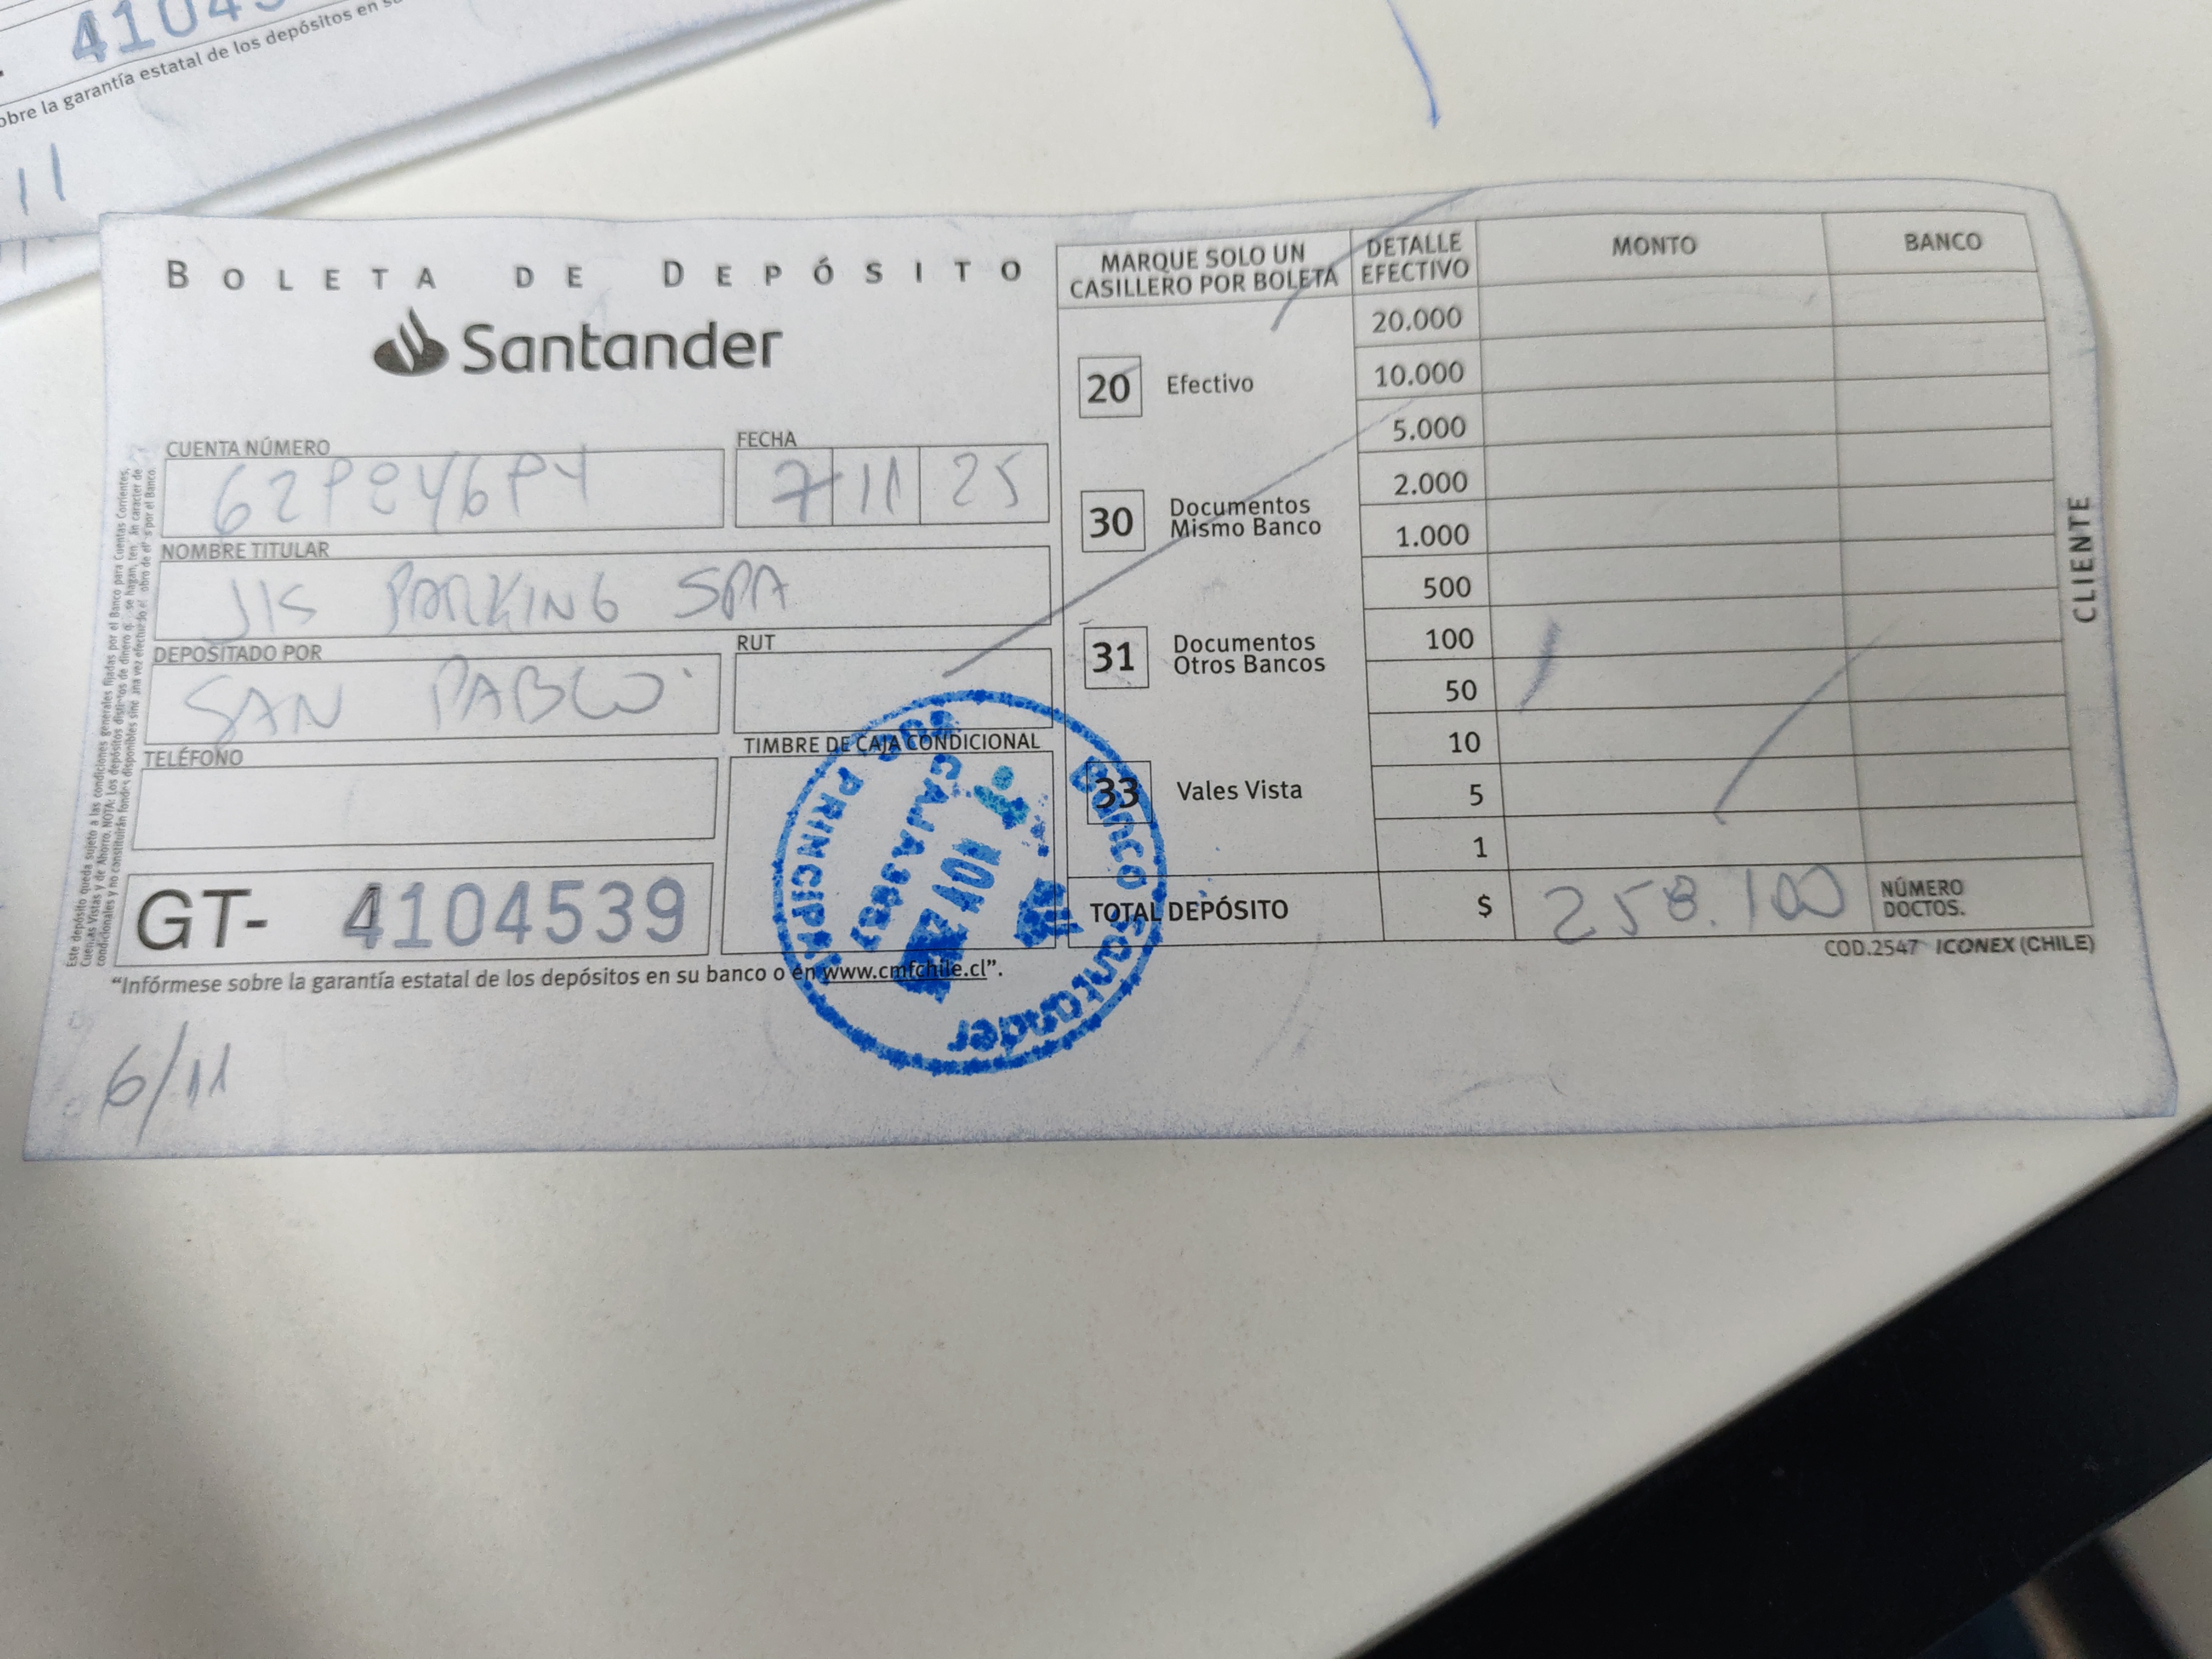 4104
obre la garantía estatal de los depósitos en su
11
BOLETA DE DEPÓSITO
Santander
CUENTA NÚMERO
FECHA
7 11 25
NOMBRE TITULAR
JIS PARKING SPA
DEPOSITADO POR
SAN PABLO
RUT
TELÉFONO
TIMBRE DE CAJA CONDICIONAL
GT- 4104539
"Infórmese sobre la garantía estatal de los depósitos en su banco o en www.cmfchile.cl".
6/11
MARQUE SOLO UN
CASILLERO POR BOLETA
20 Efectivo
30 Documentos
Mismo Banco
31 Documentos
Otros Bancos
33 Vales Vista
DETALLE
EFECTIVO
MONTO
BANCO
20.000
10.000
5.000
2.000
1.000
500
100
50
10
5
1
TOTAL DEPÓSITO $ 258.100
NÚMERO
DOCTOS.
COD.2547 ICONEX (CHILE)
CLIENTE
Banco Santander
PRINCIPAL
NOV